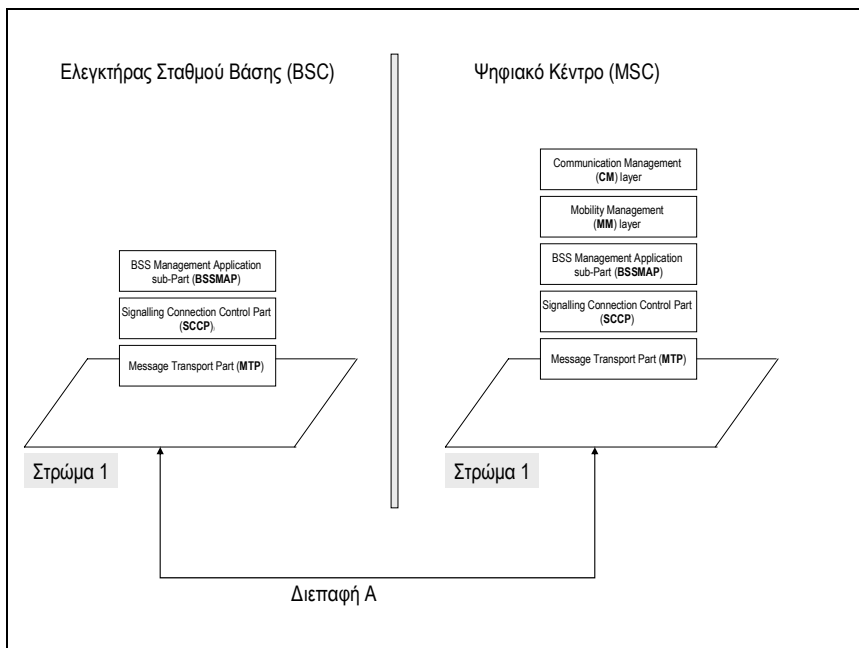 Ελεγκτήρας Σταθμού Βάσης (BSC)
Ψηφιακό Κέντρο (MSC)
Communication Management
(CM) layer
Mobility Management
(MM) layer
BSS Management Application
sub-Part (BSSMAP)
Signalling Connection Control Part
(SCCP)
Message Transport Part (MTP)
BSS Management Application
sub-Part (BSSMAP)
Signalling Connection Control Part
(SCCP)
Message Transport Part (MTP)
Στρώμα 1
Στρώμα 1
Διεπαφή A